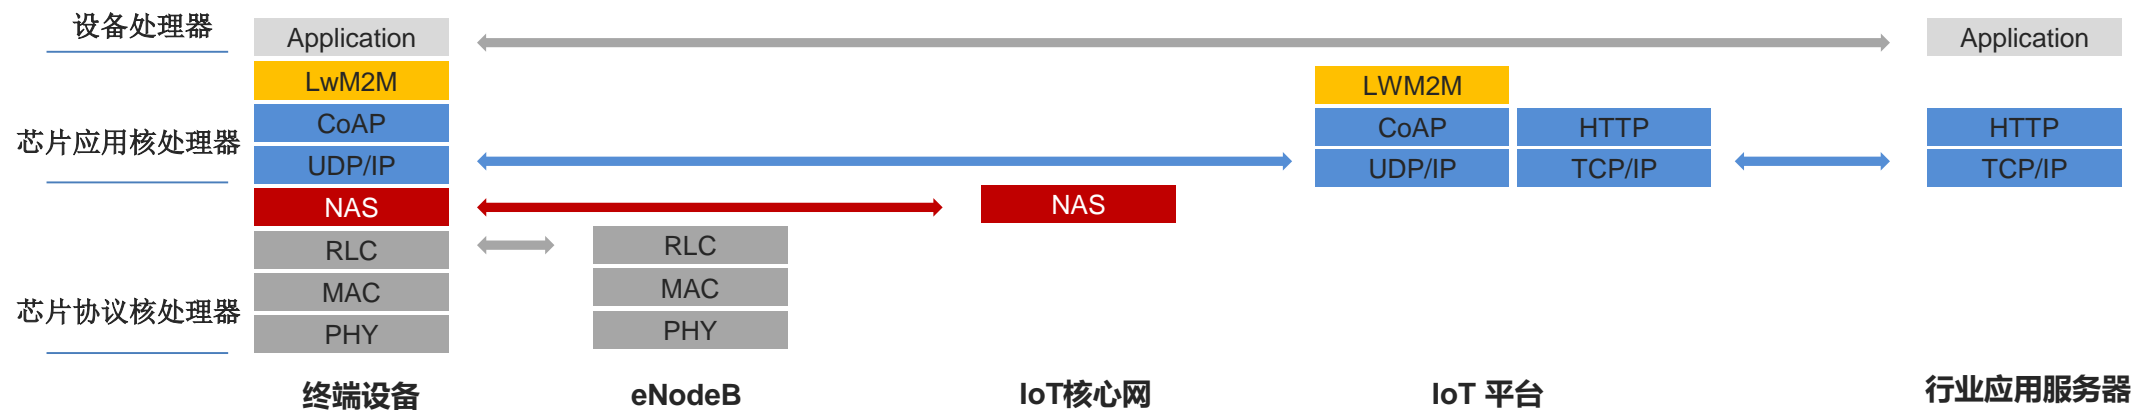 设备处理器
Application
Application
LwM2M
LWM2M
芯片应用核处理器
CoAP
CoAP
HTTP
HTTP
UDP/IP
UDP/IP
TCP/IP
TCP/IP
NAS
NAS
RLC
RLC
芯片协议核处理器
MAC
MAC
PHY
PHY
终端设备
eNodeB
IoT核心网
IoT 平台
行业应用服务器